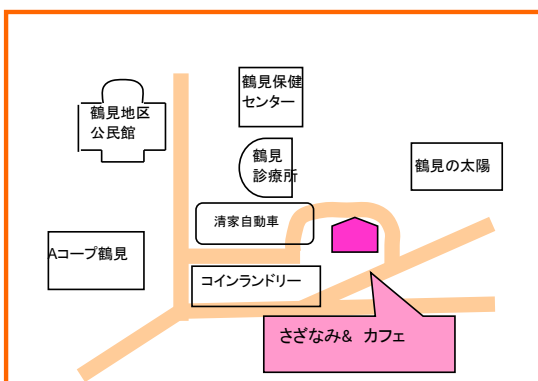 鶴見保健
センター
鶴見地区
公民館
鶴見
診療所
鶴見の太陽
清家自動車
Aコープ鶴見
コインランドリー
さざなみ& カフェ